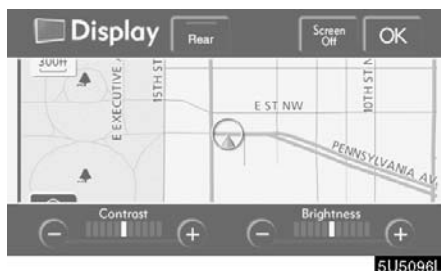 Display
Rear
Screen Off
OK
300ft
E EXECUTIVE
15TH ST
E ST NW
10TH ST N
PENNSYLVANIA AV
Contrast
Brightness
− +
− +
5U5096I